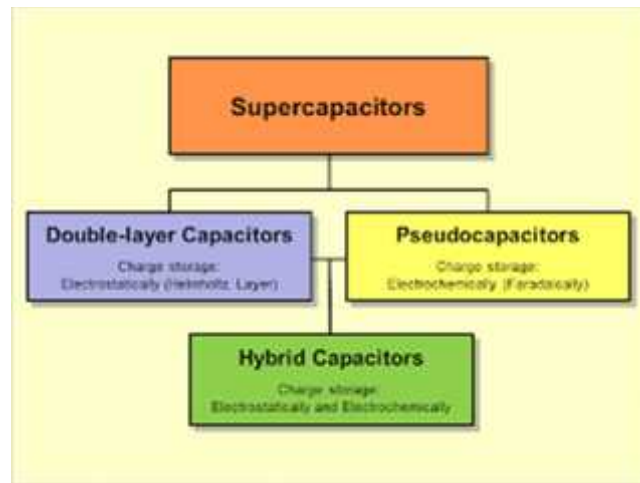 Supercapacitors
Double-layer Capacitors
Charge storage:
Electrostatically (Helmholtz Layer)
Pseudocapacitors
Charge storage:
Electrochemically (Faradaically)
Hybrid Capacitors
Charge storage:
Electrostatically and Electrochemically